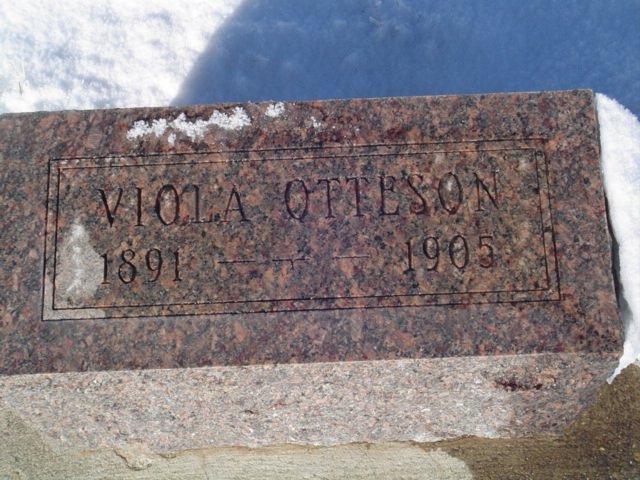 VIOLA OTTESON
1891 — — — 1905